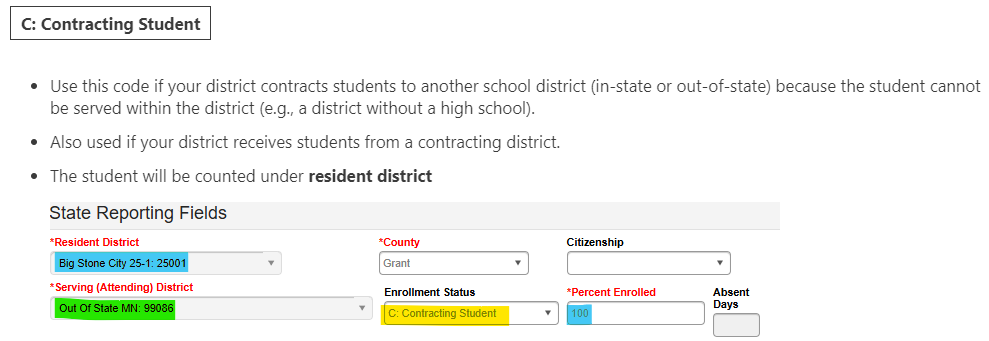 C: Contracting Student
• Use this code if your district contracts students to another school district (in-state or out-of-state) because the student cannot
be served within the district (e.g., a district without a high school).
• Also used if your district receives students from a contracting district.
• The student will be counted under resident district
State Reporting Fields
*Resident District *County Citizenship
Big Stone City 25-1: 25001 Grant
*Serving (Attending) District Enrollment Status *Percent Enrolled Absent
Days
Out Of State MN: 99086 C: Contracting Student 100